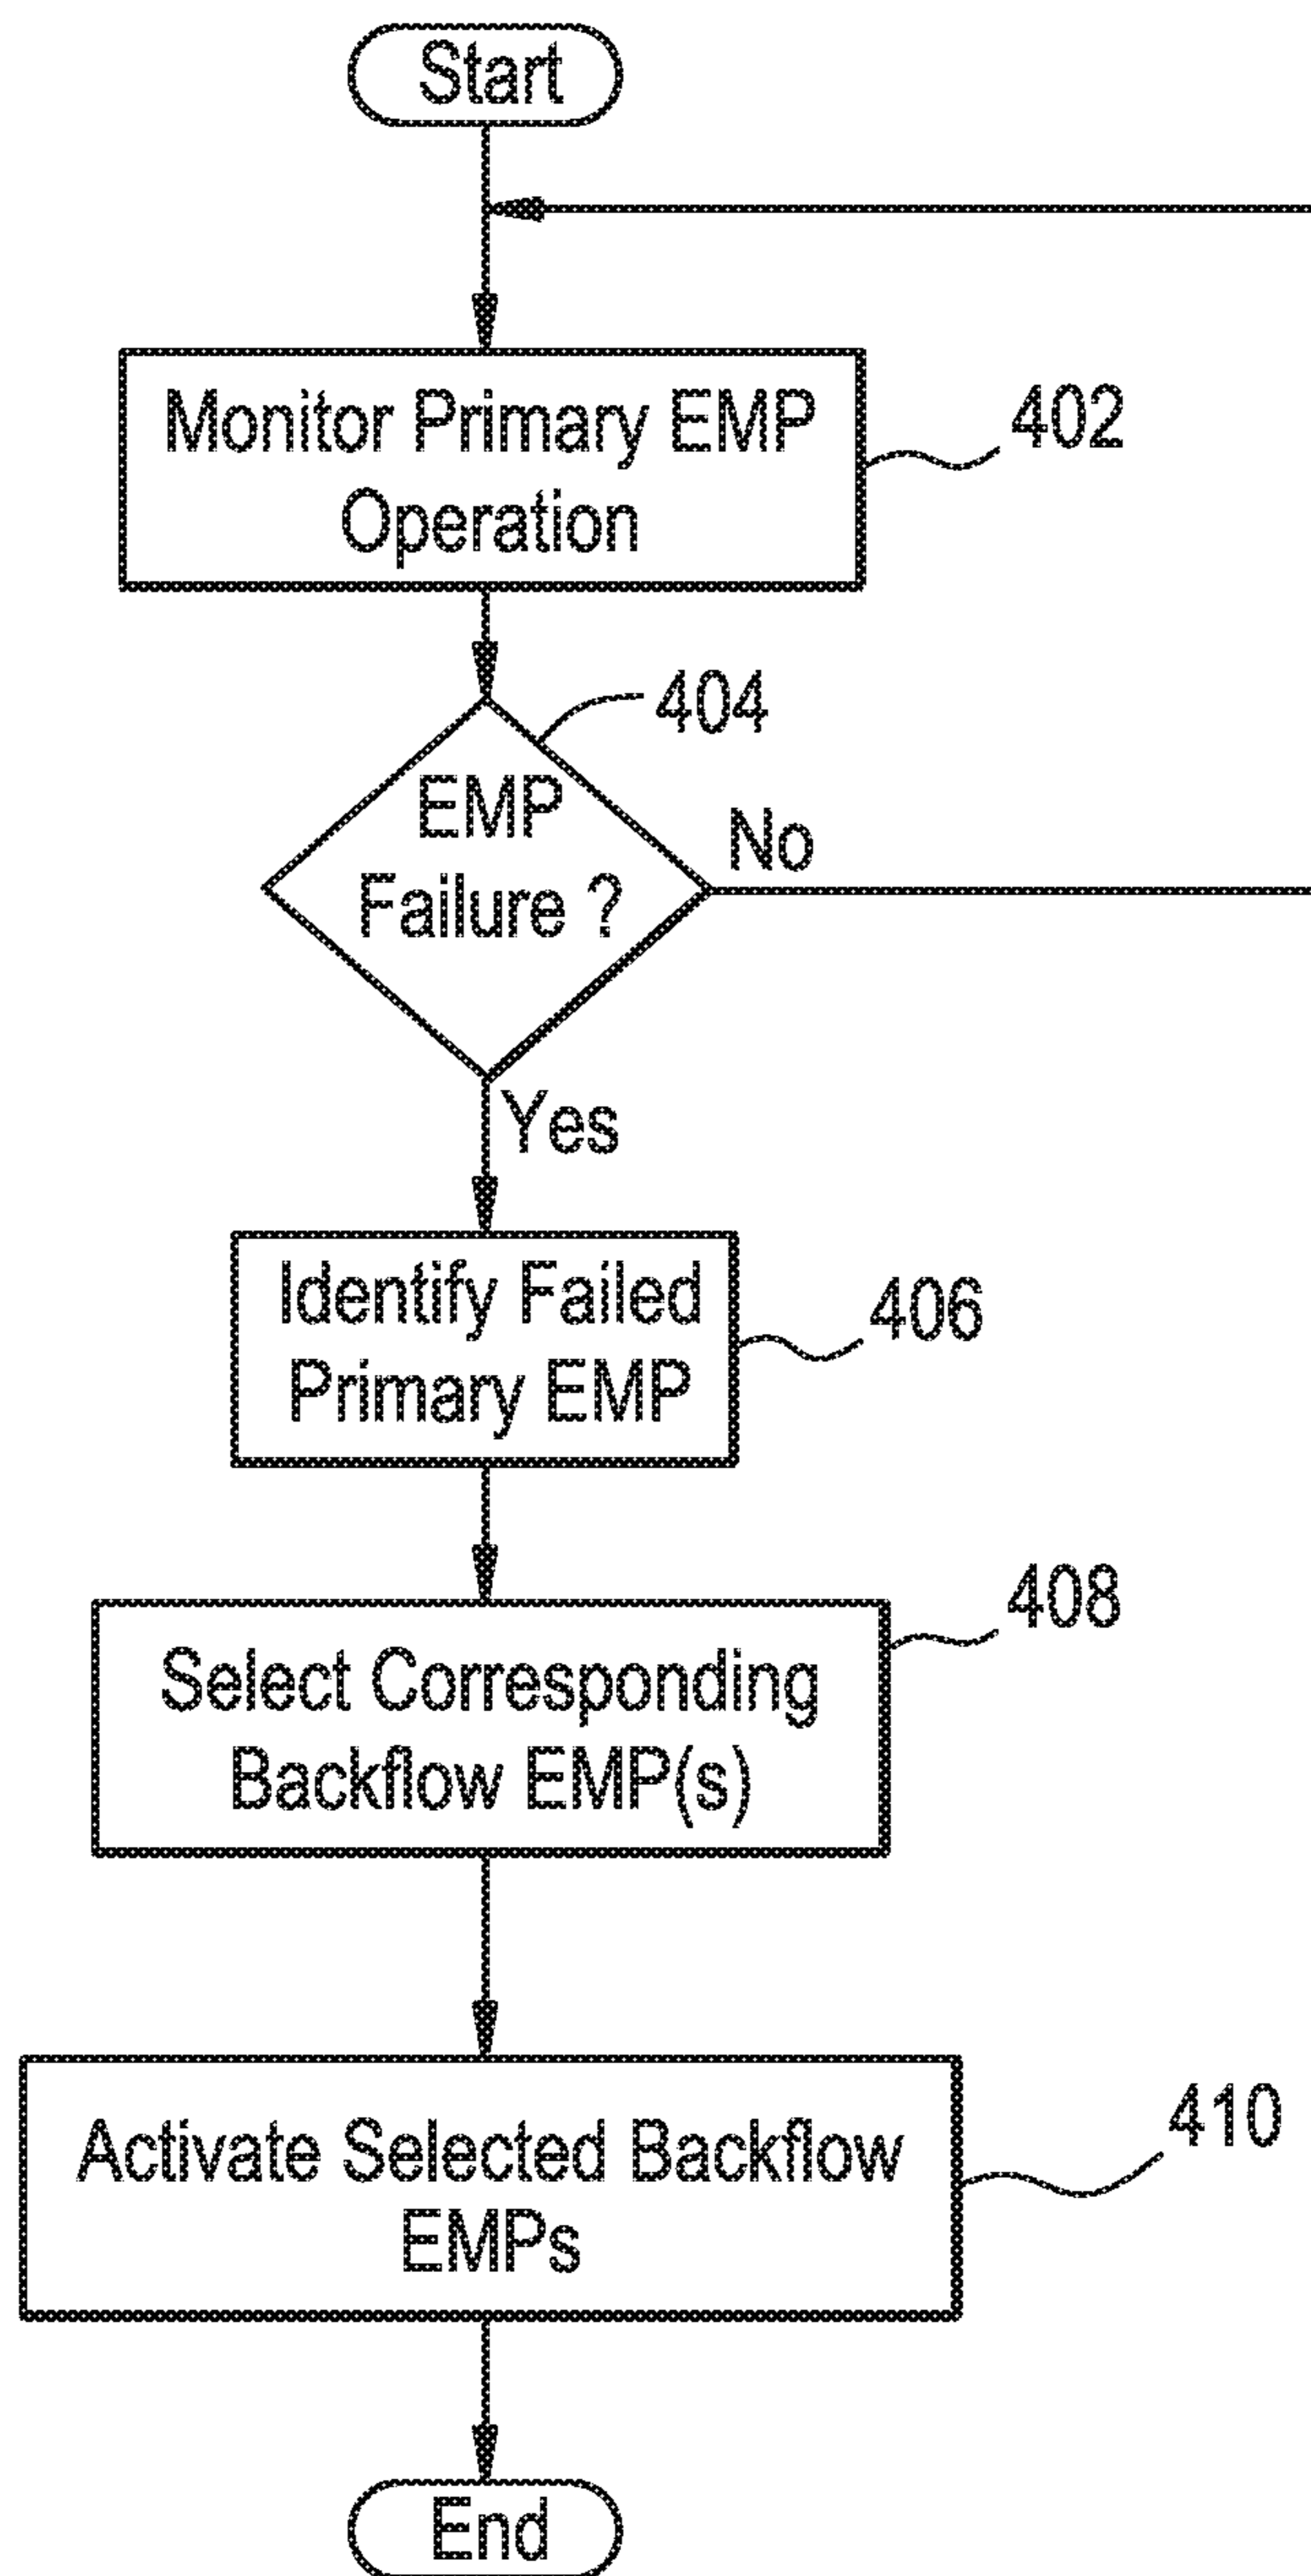 Start
Monitor Primary EMP
Operation
402
404
EMP
Failure ?
No
Yes
Identify Failed
Primary EMP
406
408
Select Corresponding
Backflow EMP(s)
410
Activate Selected Backflow
EMPs
End